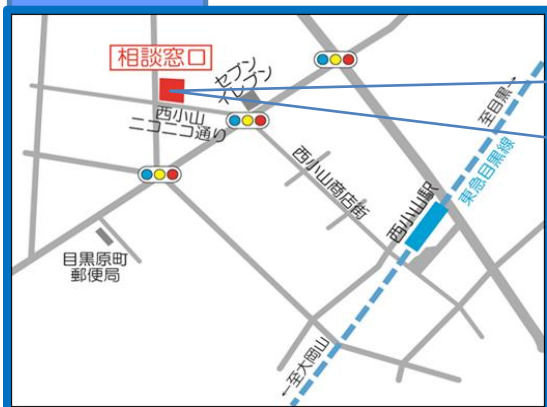 相談窓口
セブン
イレブン
西小山
ニコニコ通り
至目黒→
東急目黒線
西小山商店街
西小山駅
目黒原町
郵便局
←至大岡山